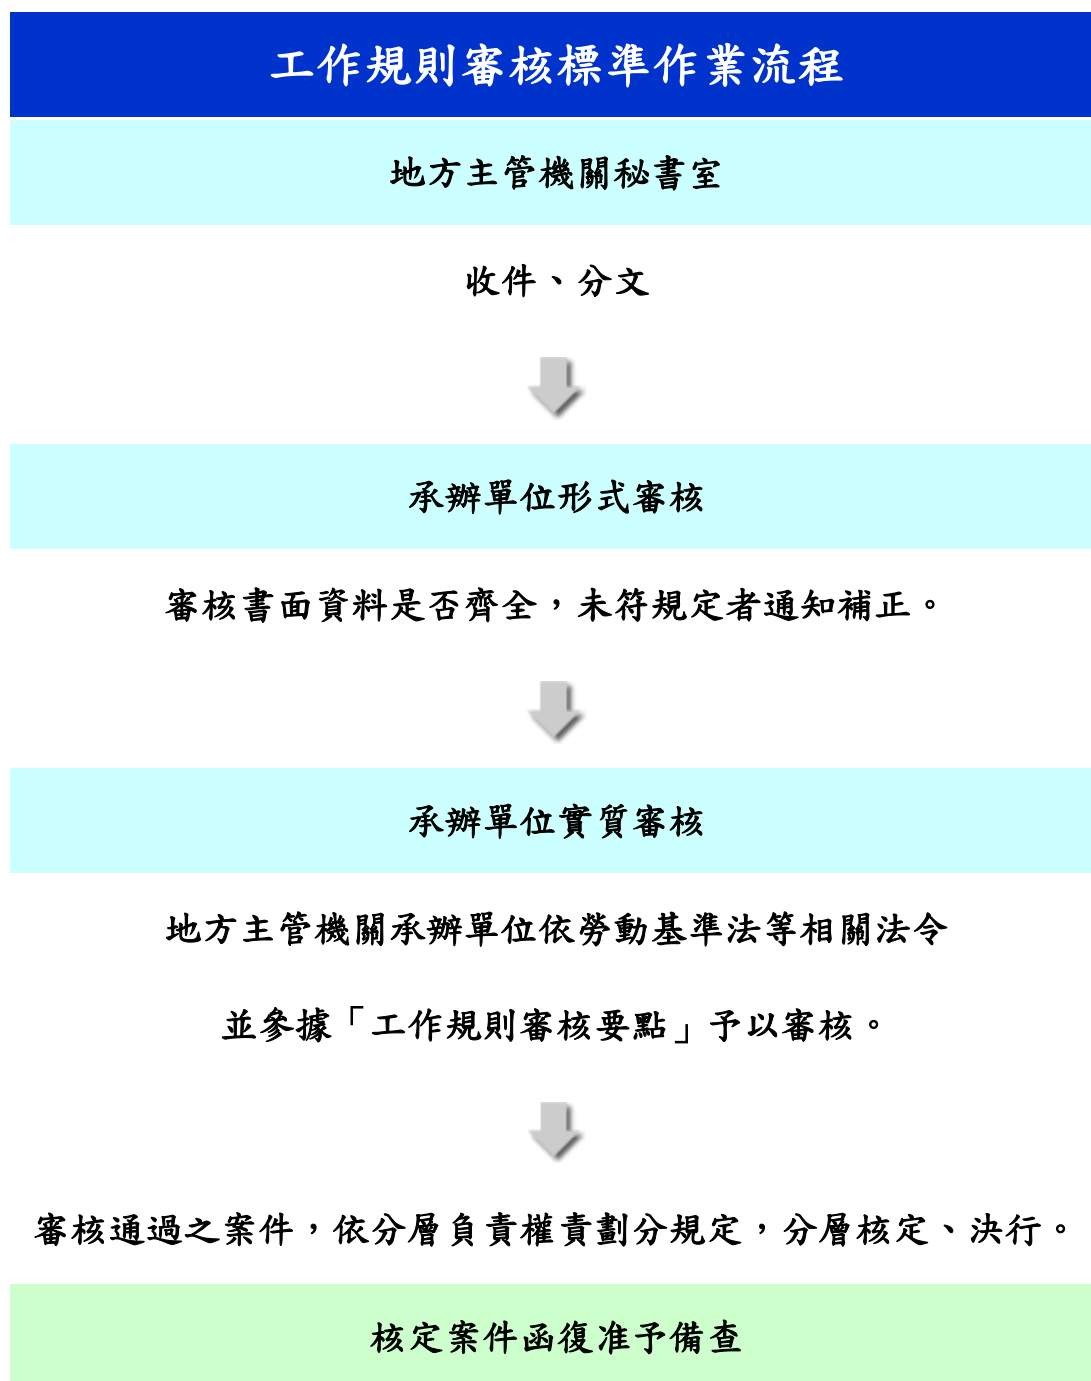 工作規則審核標準作業流程
地方主管機關秘書室
收件、分文
承辦單位形式審核
審核書面資料是否齊全，未符規定者通知補正。
承辦單位實質審核
地方主管機關承辦單位依勞動基準法等相關法令
並參據「工作規則審核要點」予以審核。
審核通過之案件，依分層負責權責劃分規定，分層核定、決行。
核定案件函復准予備查